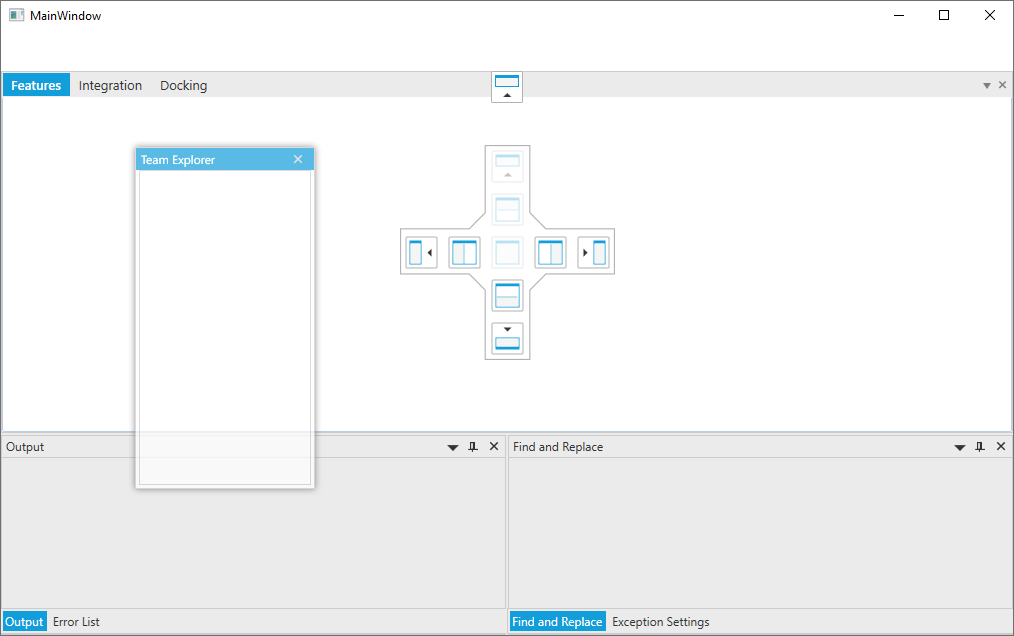 MainWindow
Features Integration Docking
Team Explorer
Output Find and Replace
Output Error List Find and Replace Exception Settings